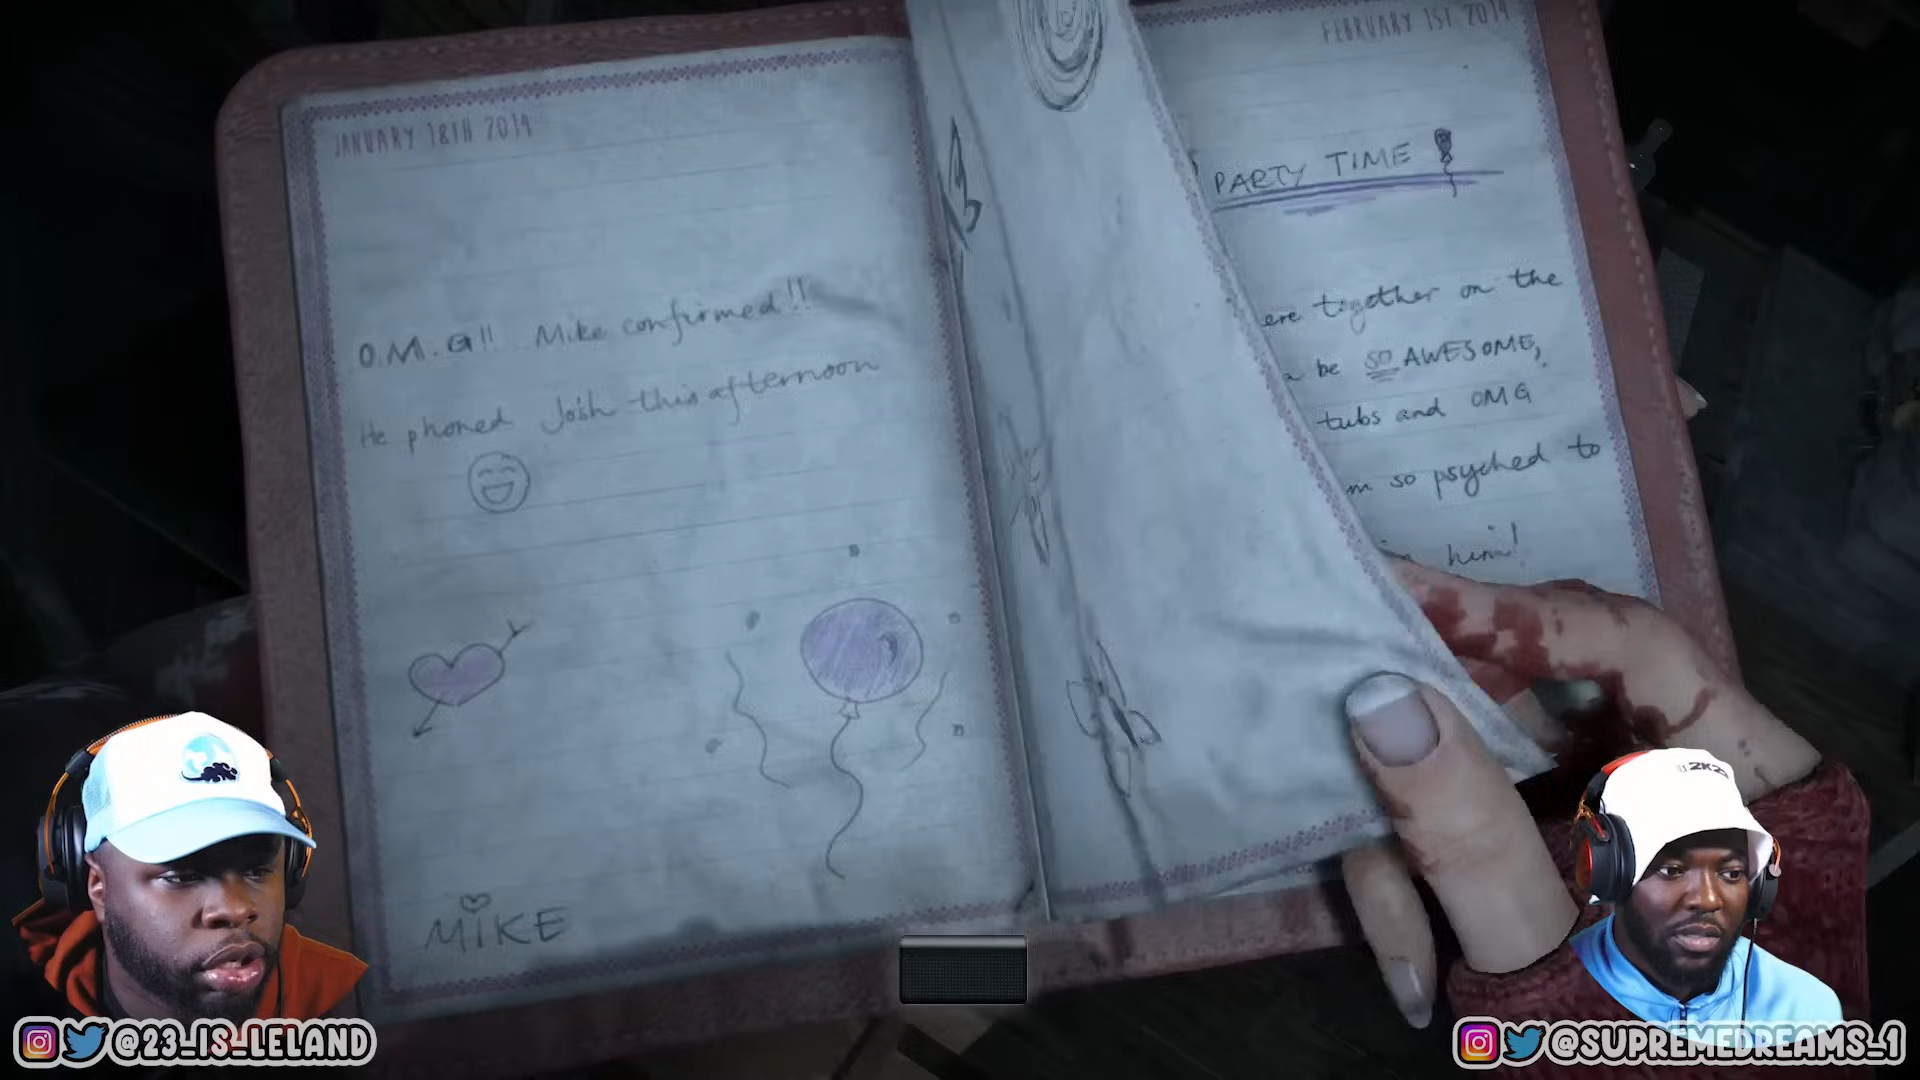 JANUARY 18TH 2014
O.M.G!! Mike confirmed!!
He phoned Josh this afternoon
MIKE
FEBRUARY 1ST 2014
PARTY TIME !
together on the
be SO AWESOME,
tubs and OMG
so psyched to
him!
2K23
@23_IS_LELAND
@SUPREMEDREAMS_1